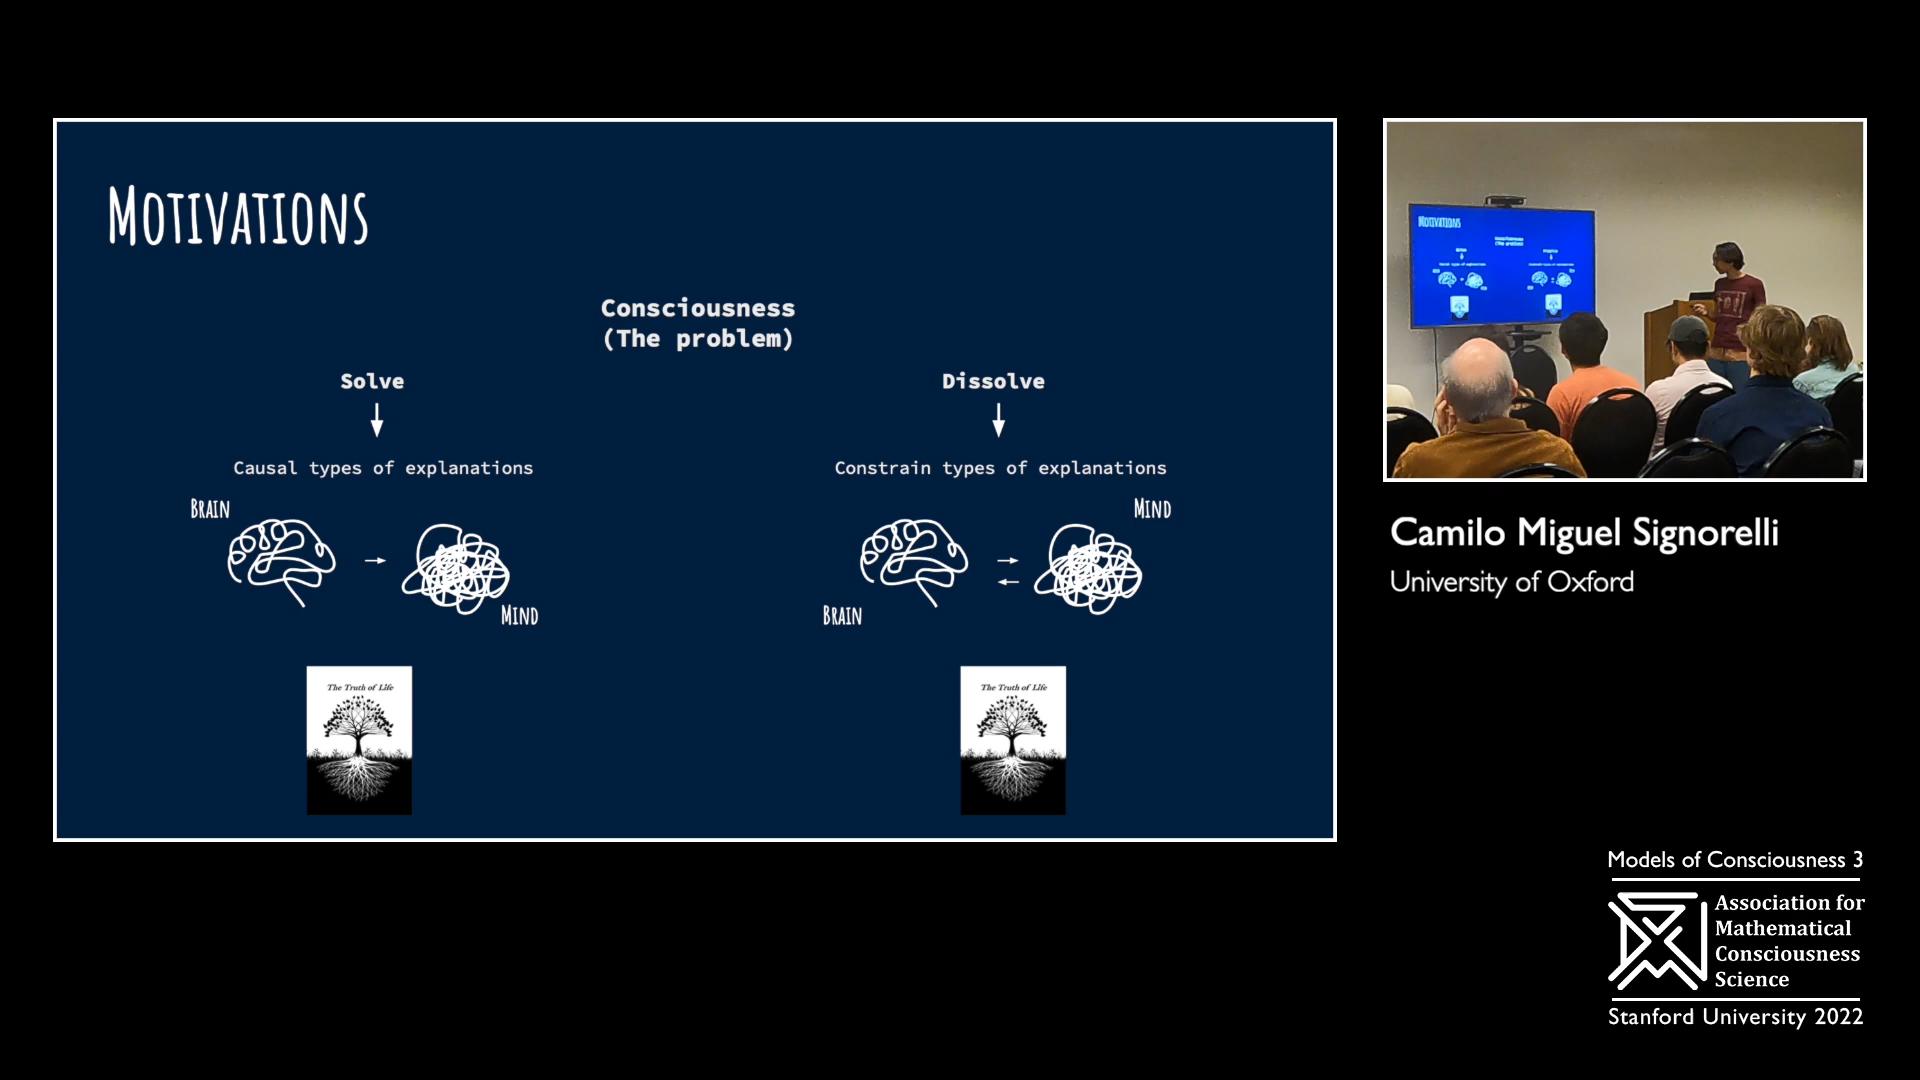 Motivations
Consciousness
(The problem)
Solve
Dissolve
Causal types of explanations
Constrain types of explanations
Brain
Mind
Mind
Brain
The Truth of Life
The Truth of Life
Motivations
Camilo Miguel Signorelli
University of Oxford
Models of Consciousness 3
Association for
Mathematical
Consciousness
Science
Stanford University 2022